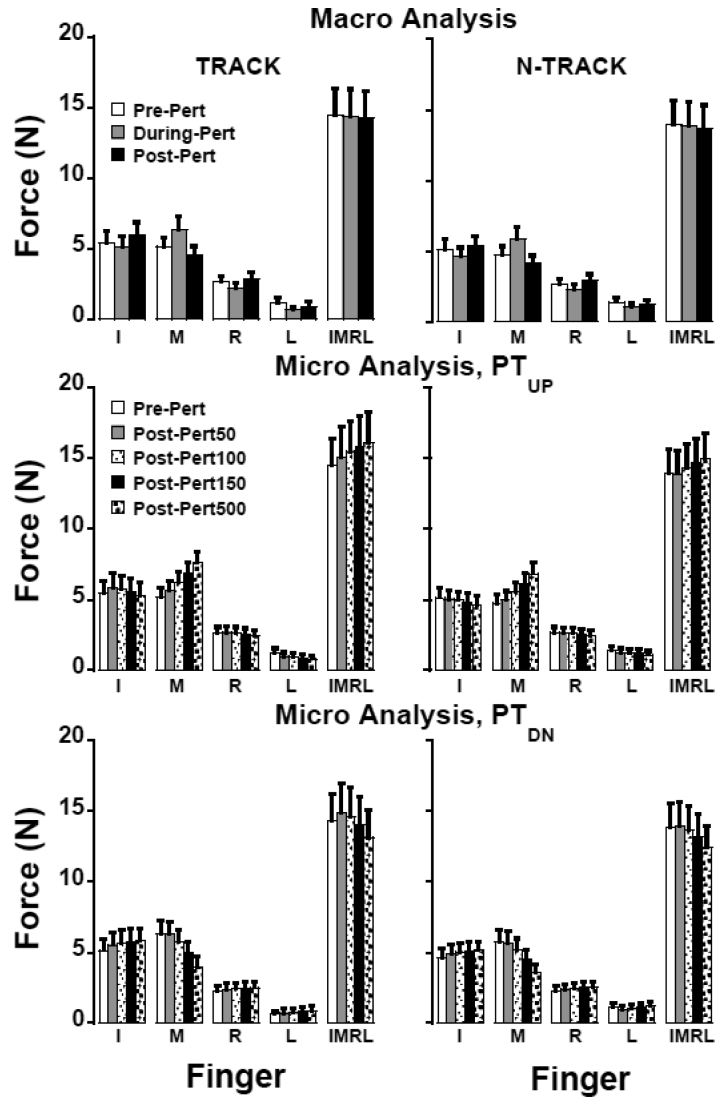 Macro Analysis
TRACK
N-TRACK
Force (N)
20
15
10
5
0
Pre-Pert
During-Pert
Post-Pert
I M R L IMRL
I M R L IMRL
Micro Analysis, PT UP
Force (N)
20
15
10
5
0
Pre-Pert
Post-Pert50
Post-Pert100
Post-Pert150
Post-Pert500
I M R L IMRL
I M R L IMRL
Micro Analysis, PT DN
Force (N)
20
15
10
5
0
I M R L IMRL
I M R L IMRL
Finger
Finger